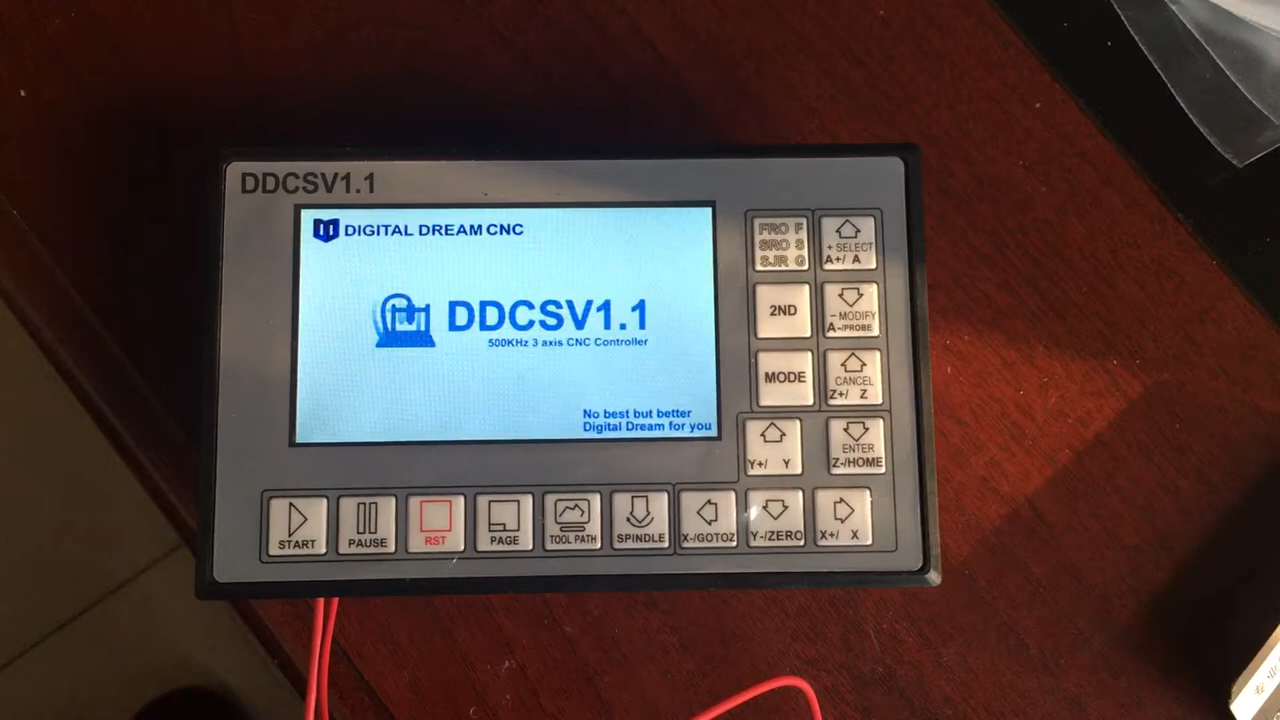 DDCSV1.1
DIGITAL DREAM CNC
DDCSV1.1
500KHz 3 axis CNC Controller
No best but better
Digital Dream for you
FRO F
SRO S
SJR G
+ SELECT
A+/ A
2ND
- MODIFY
A-/PROBE
MODE
CANCEL
Z+/ Z
Y+/ Y
ENTER
Z-/HOME
START
PAUSE
RST
PAGE
TOOL PATH
SPINDLE
X-/GOTOZ
Y-/ZERO
X+/ X